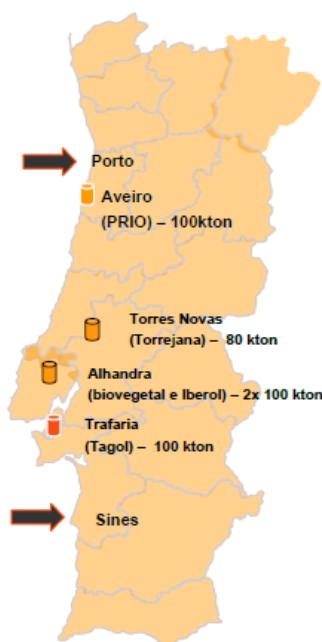 Porto
Aveiro
(PRIO) – 100kton
Torres Novas
(Torrejana) – 80 kton
Alhandra
(biovegetal e Iberol) – 2x 100 kton
Trafaria
(Tagol) – 100 kton
Sines